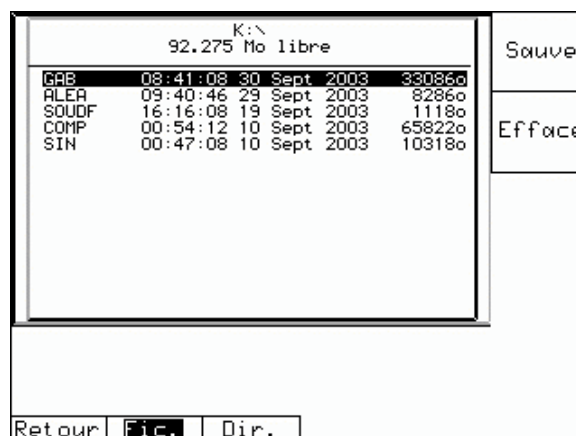 K:\
92.275 Mo libre
GAB 08:41:08 30 Sept 2003 33086o
ALEA 09:40:46 29 Sept 2003 8286o
SOUDF 16:16:08 19 Sept 2003 1118o
COMP 00:54:12 10 Sept 2003 65822o
SIN 00:47:08 10 Sept 2003 10318o
Sauve
Efface
Retour Fic. Dir.